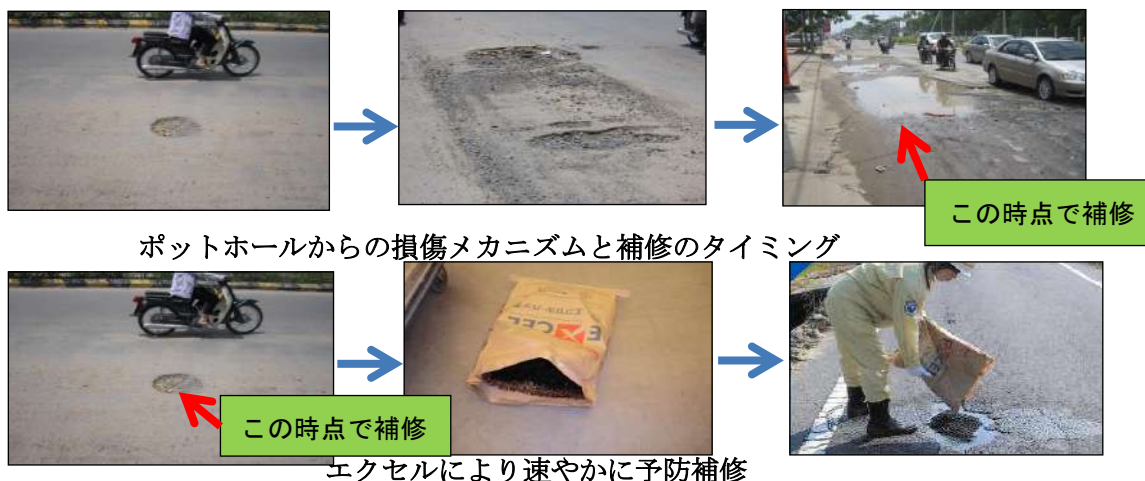 この時点で補修
ポットホールからの損傷メカニズムと補修のタイミング
EXCEL
この時点で補修
エクセルにより速やかに予防補修